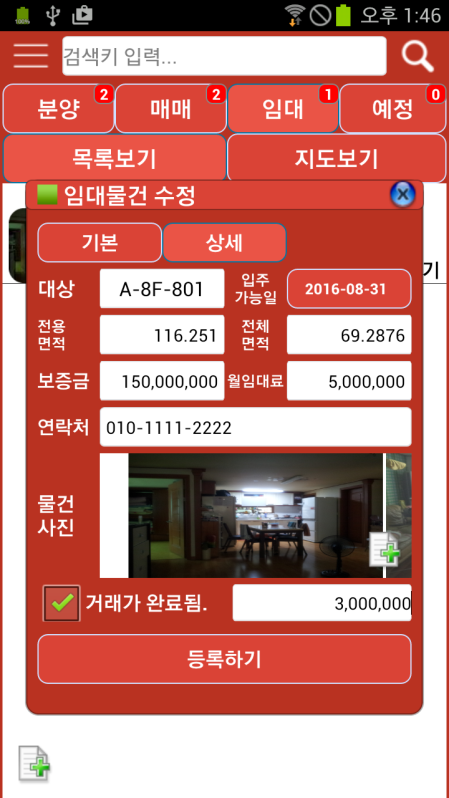 100%
오후 1:46
검색키 입력...
분양 2 매매 2 임대 1 예정 0
목록보기 지도보기
임대물건 수정
기본 상세
기
대상 A-8F-801 입주
가능일 2016-08-31
전용
면적 116.251 전체
면적 69.2876
보증금 150,000,000 월임대료 5,000,000
연락처 010-1111-2222
물건
사진
거래가 완료됨. 3,000,000
등록하기